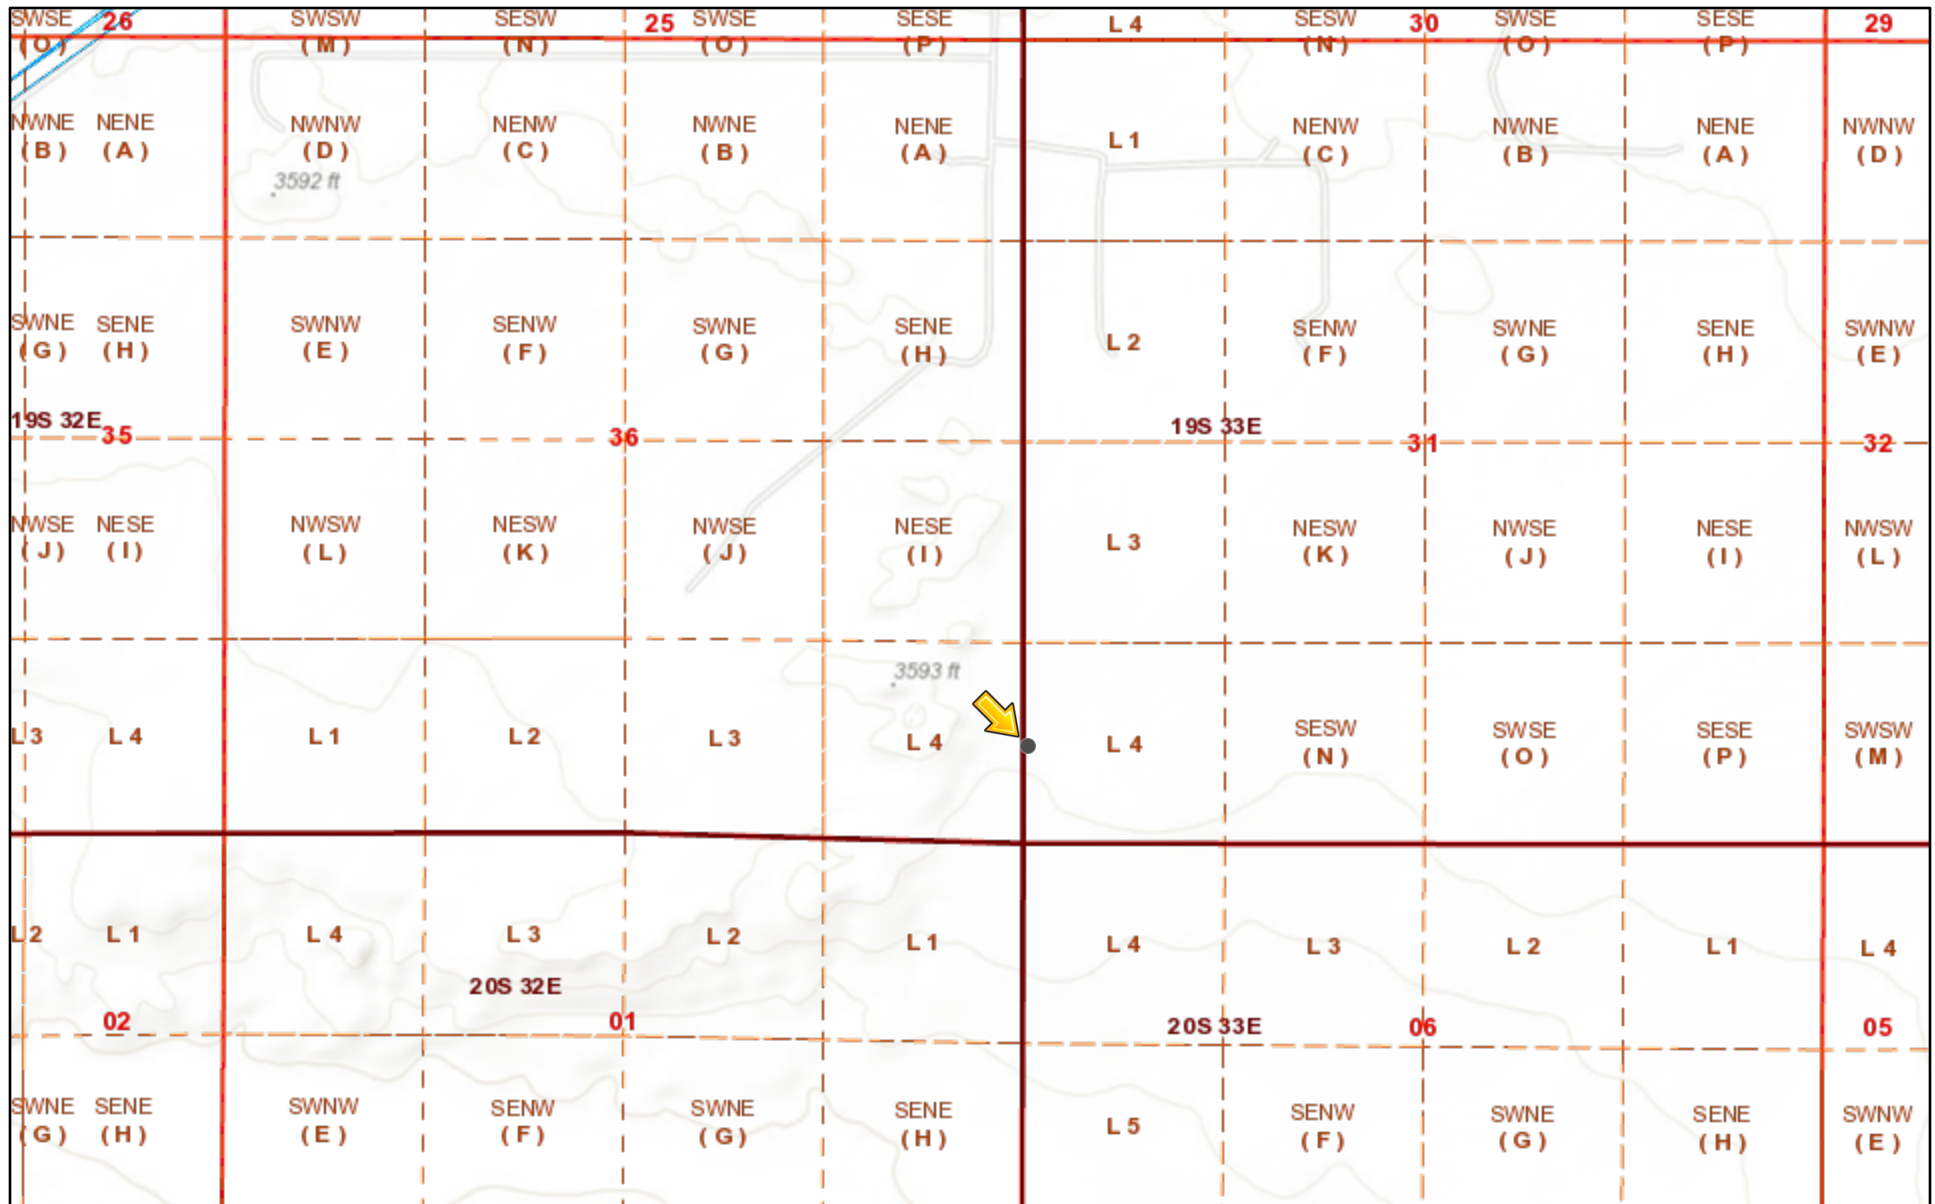 SWSE 26 SWSW SESW 25 SWSE SESE L 4 SESW 30 SWSE SESE 29
(O) (M) (N) (O) (P) (N) (O) (P)
NWNE NENE NWNW NENW NWNE NENE L 1 NENW NWNE NENE NWNW
(B) (A) (D) (C) (B) (A) (C) (B) (A) (D)
3592 ft
SWNE SENE SWNW SENW SWNE SENE L 2 SENW SWNE SENE SWNW
(G) (H) (E) (F) (G) (H) (F) (G) (H) (E)
19S 32E 35 36 19S 33E 31 32
NWSE NESE NWSW NESW NWSE NESE L 3 NESW NWSE NESE NWSW
(J) (I) (L) (K) (J) (I) (K) (J) (I) (L)
3593 ft
L 3 L 4 L 1 L 2 L 3 L 4 L 4 SESW SWSE SESE SWSW
(N) (O) (P) (M)
L 2 L 1 L 4 L 3 L 2 L 1 L 4 L 3 L 2 L 1 L 4
20S 32E
02 01 20S 33E 06 05
SWNE SENE SWNW SENW SWNE SENE L 5 SENW SWNE SENE SWNW
(G) (H) (E) (F) (G) (H) (F) (G) (H) (E)